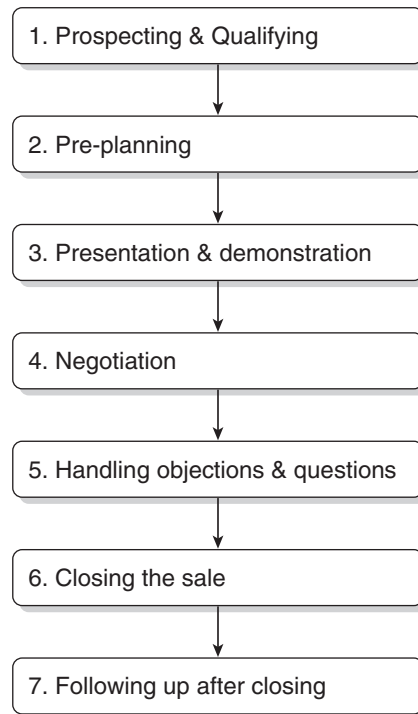 1. Prospecting & Qualifying
2. Pre-planning
3. Presentation & demonstration
4. Negotiation
5. Handling objections & questions
6. Closing the sale
7. Following up after closing